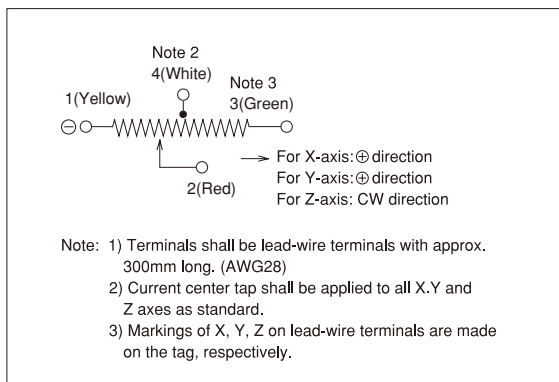 Note 2
4(White)
Note 3
1(Yellow)
3(Green)
⊖
2(Red)
→ For X-axis:⊕ direction
For Y-axis:⊕ direction
For Z-axis: CW direction
Note: 1) Terminals shall be lead-wire terminals with approx.
300mm long. (AWG28)
2) Current center tap shall be applied to all X.Y and
Z axes as standard.
3) Markings of X, Y, Z on lead-wire terminals are made
on the tag, respectively.